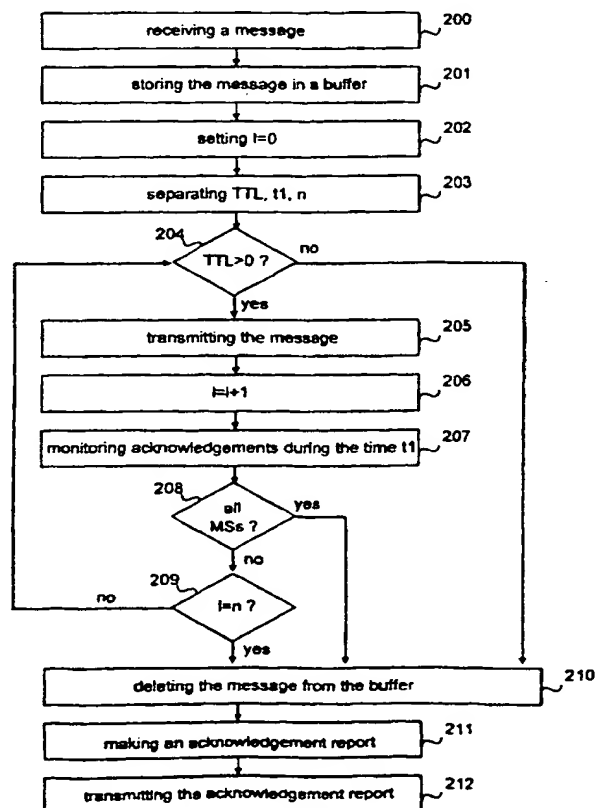 receiving a message 200
storing the message in a buffer 201
setting i=0 202
separating TTL, t1, n 203
204 TTL>0 ? no
yes
transmitting the message 205
i=i+1 206
monitoring acknowledgements during the time t1 207
208 all yes
MSs ?
no
209 no
i=n ?
yes
deleting the message from the buffer 210
making an acknowledgement report 211
transmitting the acknowledgement report 212